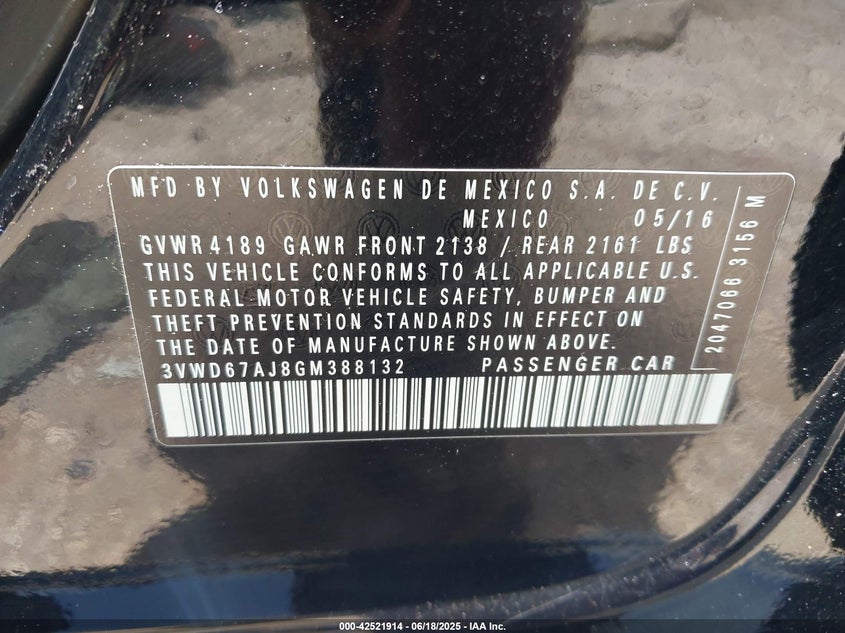 MFD BY VOLKSWAGEN DE MEXICO S.A. DE C.V.
MEXICO 05/16
GVWR 4189 GAWR FRONT 2138 / REAR 2161 LBS
THIS VEHICLE CONFORMS TO ALL APPLICABLE U.S.
FEDERAL MOTOR VEHICLE SAFETY, BUMPER AND
THEFT PREVENTION STANDARDS IN EFFECT ON
THE DATE OF MANUFACTURE SHOWN ABOVE.
3VWD67AJ8GM388132 PASSENGER CAR
2047066 3156 M
000-42521914 - 06/18/2025 - IAA Inc.